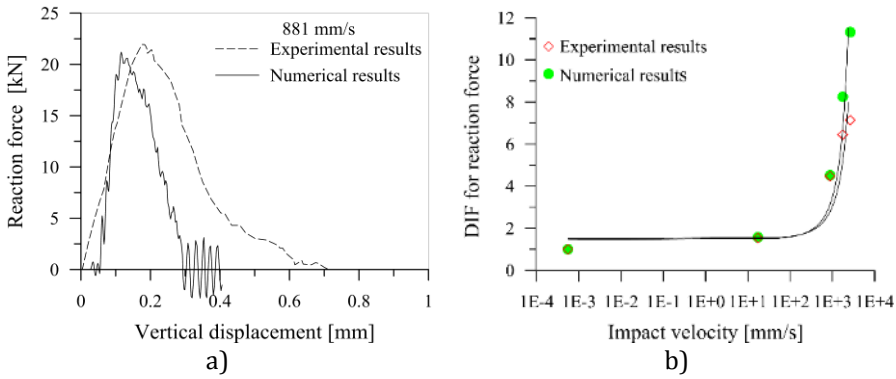 881 mm/s
Experimental results
Numerical results
Reaction force [kN]
25
20
15
10
5
0
0 0.2 0.4 0.6 0.8 1
Vertical displacement [mm]
a)
Experimental results
Numerical results
DIF for reaction force
12
10
8
6
4
2
0
1E-4 1E-3 1E-2 1E-1 1E+0 1E+1 1E+2 1E+3 1E+4
Impact velocity [mm/s]
b)